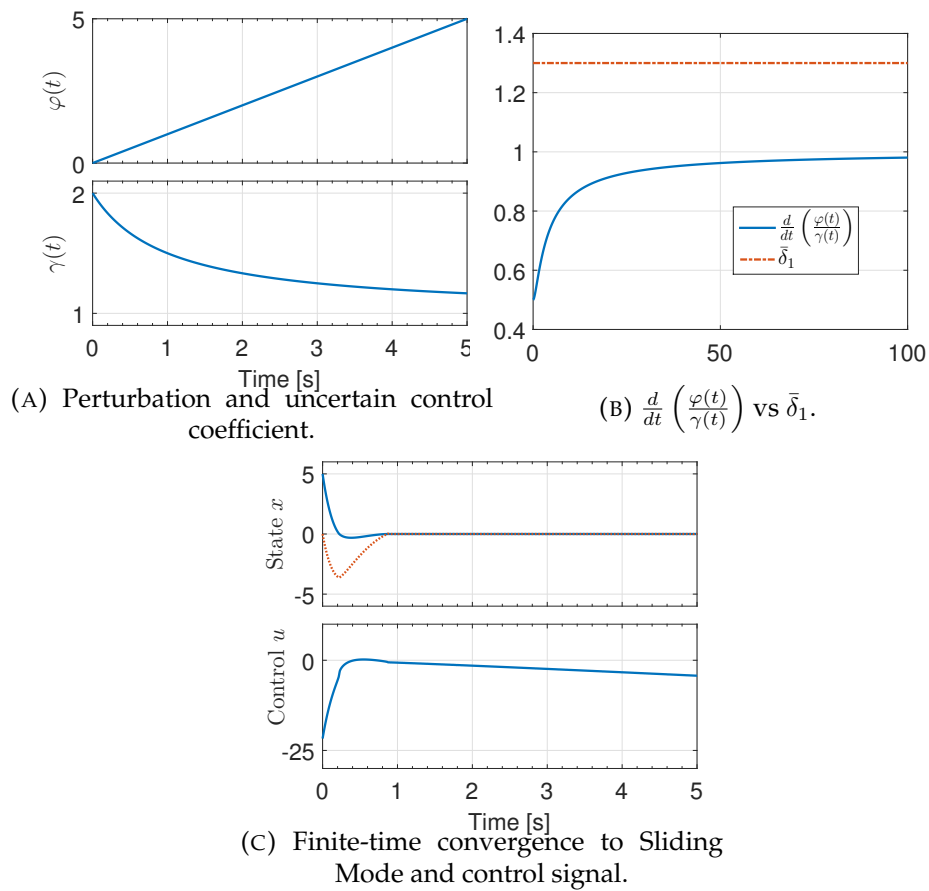 5
0
φ(t)
2
1
γ(t)
0 1 2 3 4 5
Time [s]
(A) Perturbation and uncertain control
coefficient.
1.4
1.2
1
0.8
0.6
0.4
d/dt (φ(t)/γ(t))
δ̄₁
0 50 100
(B) d/dt (φ(t)/γ(t)) vs δ̄₁.
5
0
-5
State x
0
-25
Control u
0 1 2 3 4 5
Time [s]
(C) Finite-time convergence to Sliding
Mode and control signal.